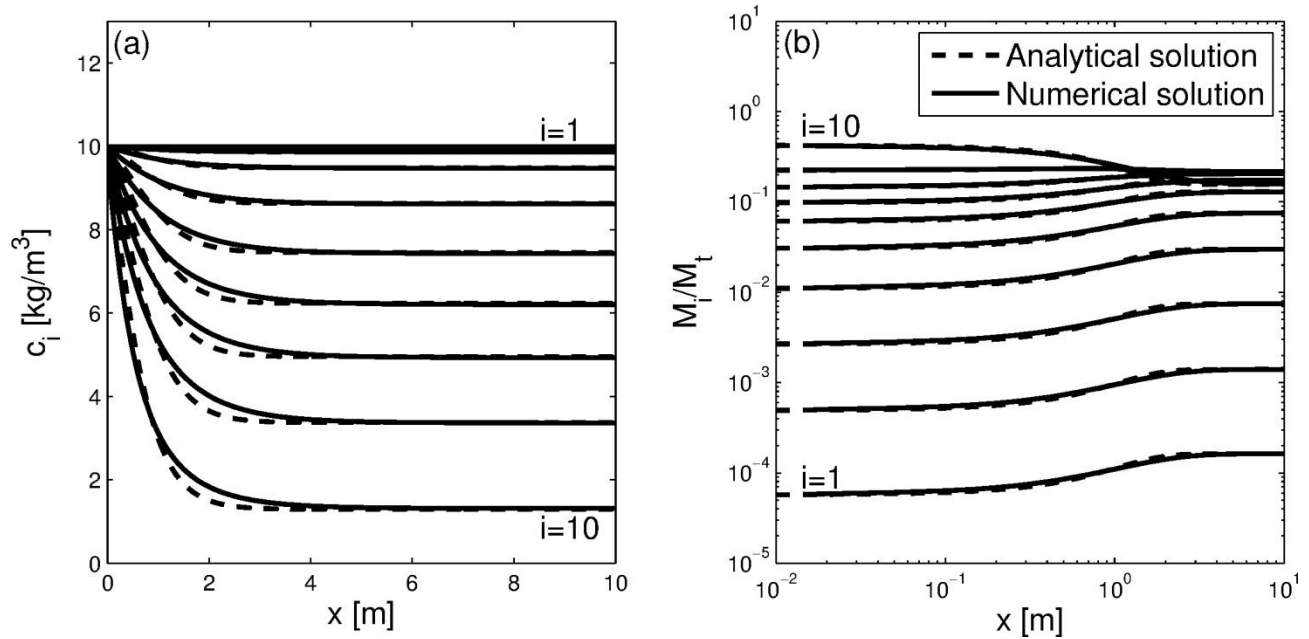 (a)
12
10
8
6
4
2
0
c_i [kg/m^3]
i=1
i=10
0 2 4 6 8 10
x [m]
(b)
Analytical solution
Numerical solution
10^1
10^0
10^-1
10^-2
10^-3
10^-4
10^-5
M_i/M_t
i=10
i=1
10^-2 10^-1 10^0 10^1
x [m]